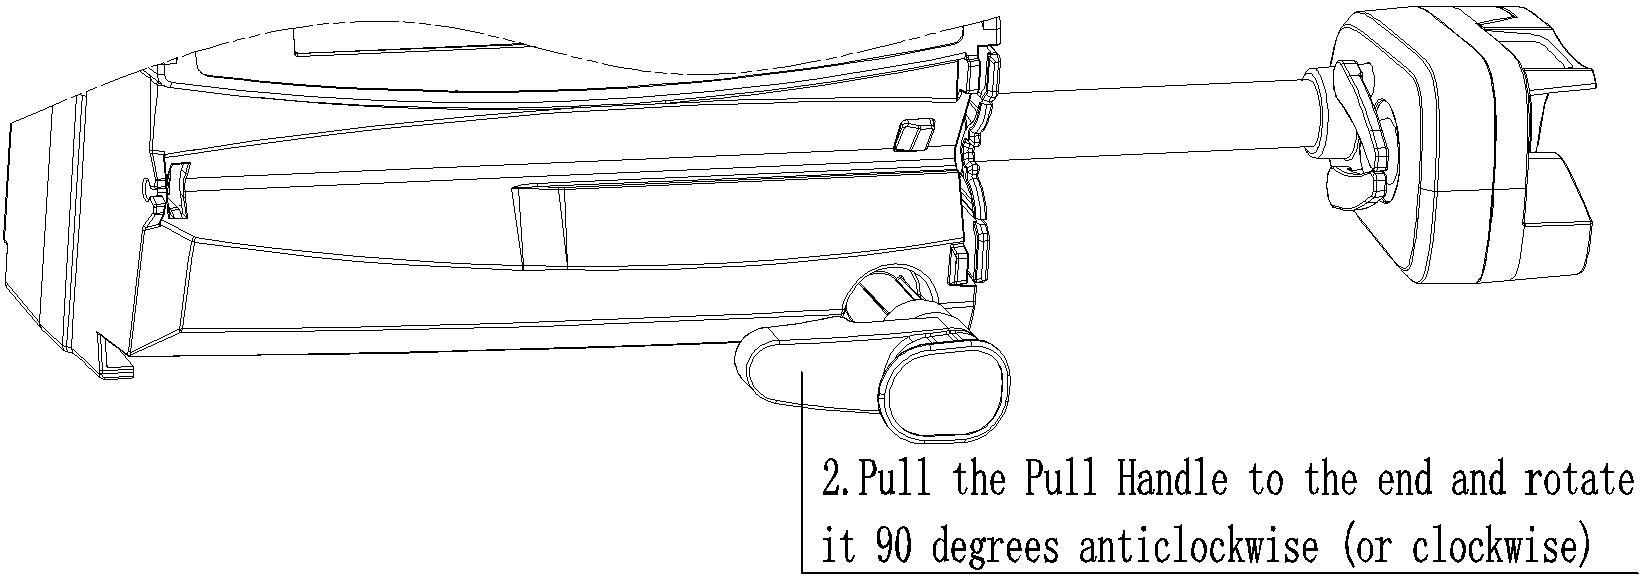 2.Pull the Pull Handle to the end and rotate
it 90 degrees anticlockwise (or clockwise)